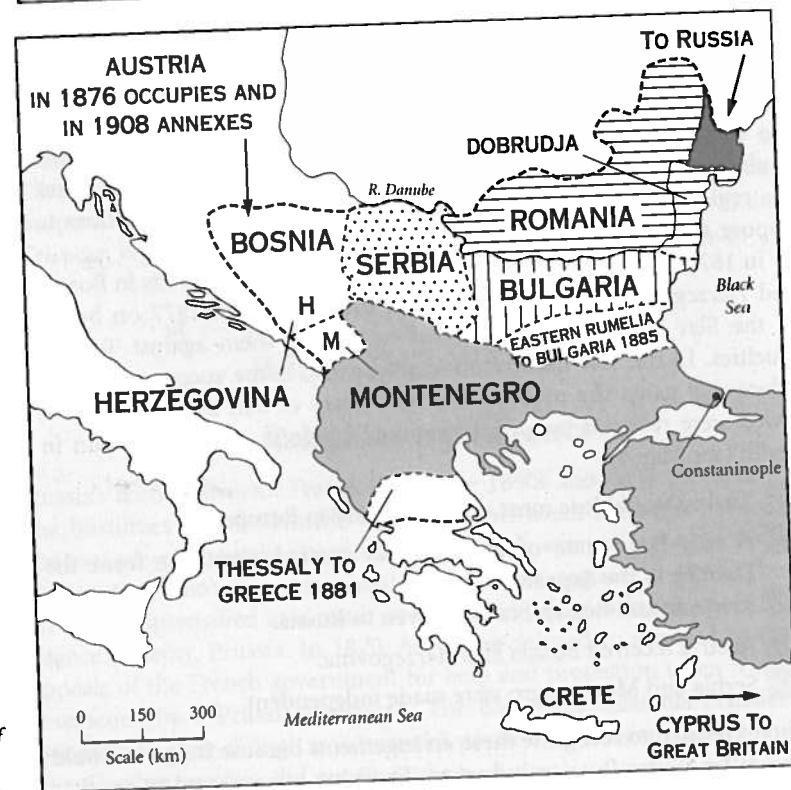 AUSTRIA
IN 1876 OCCUPIES AND
IN 1908 ANNEXES
TO RUSSIA
DOBRUDJA
R. Danube
ROMANIA
BOSNIA
SERBIA
BULGARIA
Black
Sea
H
M
EASTERN RUMELIA
TO BULGARIA 1885
HERZEGOVINA
MONTENEGRO
Constaninople
THESSALY TO
GREECE 1881
CRETE
CYPRUS TO
GREAT BRITAIN
Mediterranean Sea
0 150 300
Scale (km)